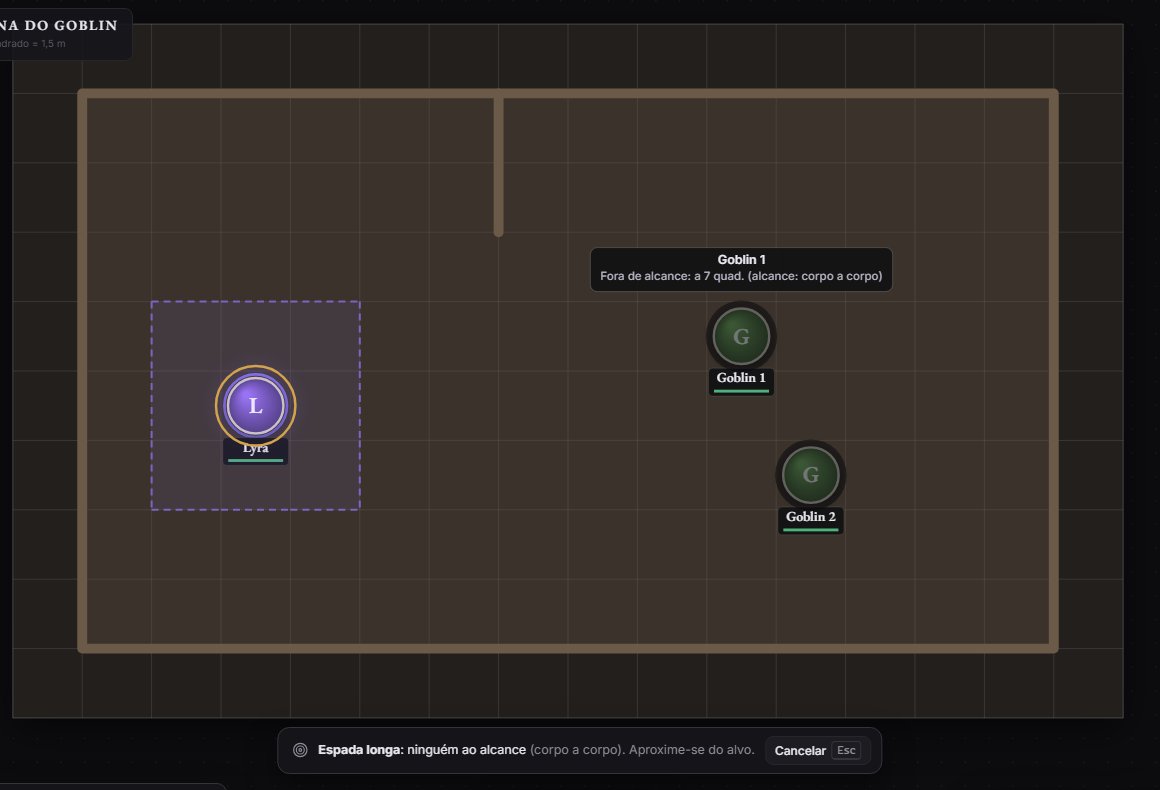 NA DO GOBLIN
drado = 1,5 m
Goblin 1
Fora de alcance: a 7 quad. (alcance: corpo a corpo)
G
Goblin 1
L
Lyra
G
Goblin 2
Espada longa: ninguém ao alcance (corpo a corpo). Aproxime-se do alvo. Cancelar Esc